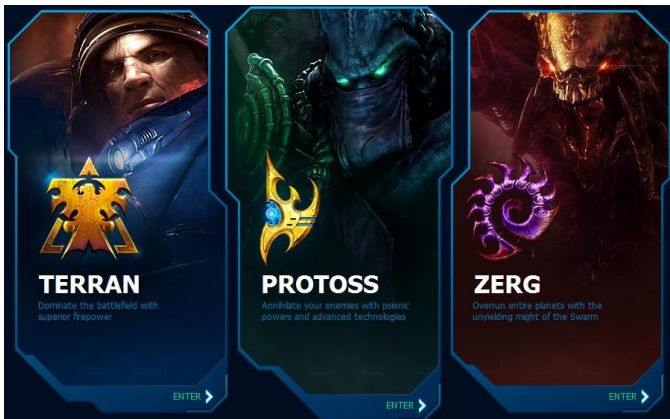 TERRAN
Dominate the battlefield with
superior firepower
ENTER
PROTOSS
Annihilate your enemies with psionic
powers and advanced technologies
ENTER
ZERG
Overrun entire planets with the
unyielding might of the Swarm
ENTER